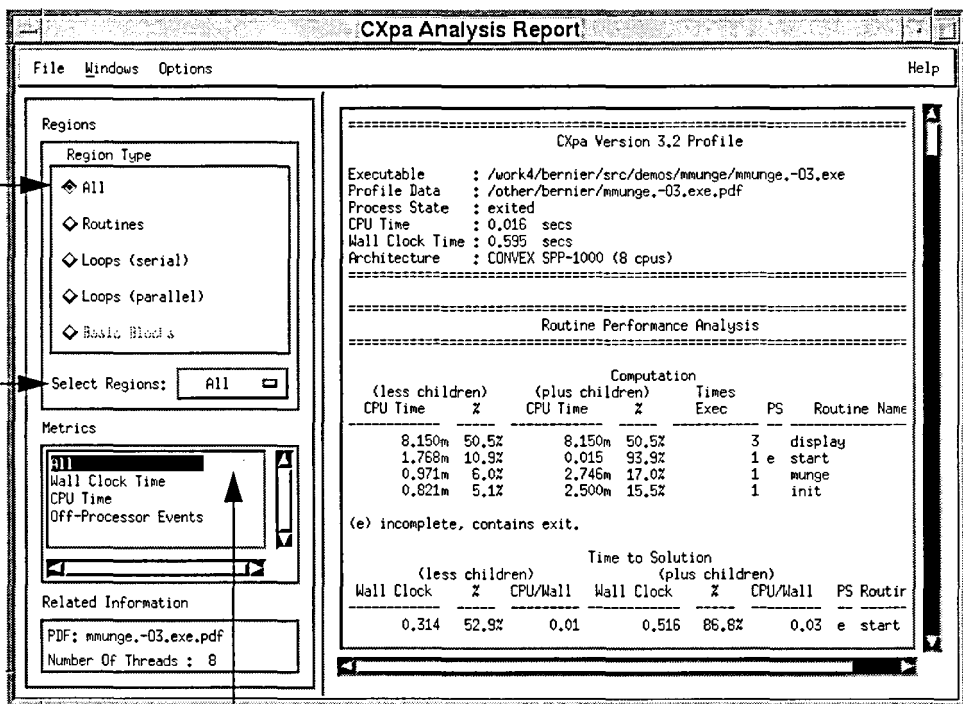 CXpa Analysis Report
File Windows Options Help
Regions
Region Type
All
Routines
Loops (serial)
Loops (parallel)
Basic Blocks
Select Regions: All
Metrics
All
Wall Clock Time
CPU Time
Off-Processor Events
Related Information
PDF: mmunge.-O3.exe.pdf
Number Of Threads : 8
CXpa Version 3.2 Profile
Executable : /work4/bernier/src/demos/mmunge/mmunge.-O3.exe
Profile Data : /other/bernier/mmunge.-O3.exe.pdf
Process State : exited
CPU Time : 0.016 secs
Wall Clock Time : 0.595 secs
Architecture : CONVEX SPP-1000 (8 cpus)
Routine Performance Analysis
Computation
(less children) (plus children) Times
CPU Time % CPU Time % Exec PS Routine Name
8.150m 50.5% 8.150m 50.5% 3 display
1.768m 10.9% 0.015 93.9% 1 e start
0.971m 6.0% 2.746m 17.0% 1 munge
0.821m 5.1% 2.500m 15.5% 1 init
(e) incomplete, contains exit.
Time to Solution
(less children) (plus children)
Wall Clock % CPU/Wall Wall Clock % CPU/Wall PS Routin
0.314 52.9% 0.01 0.516 86.8% 0.03 e start